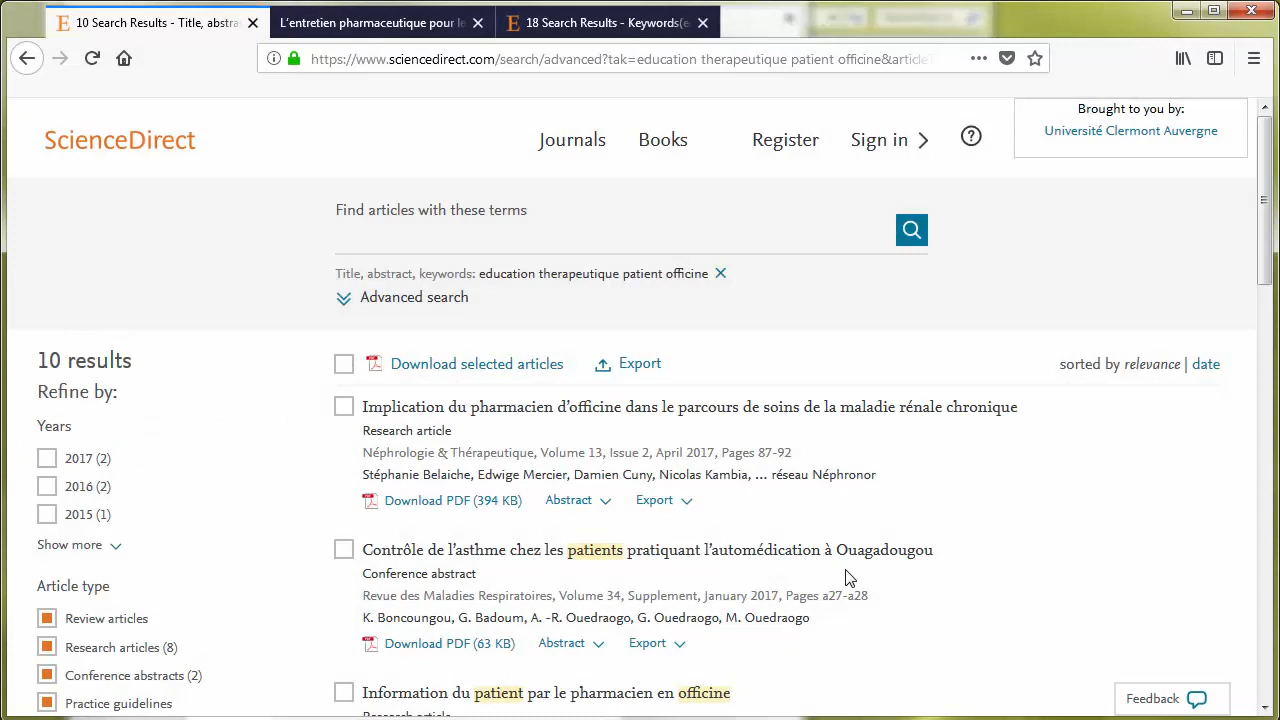 10 Search Results - Title, abstra
L'entretien pharmaceutique pour le
18 Search Results - Keywords(e
https://www.sciencedirect.com/search/advanced?tak=education therapeutique patient officine&article
Brought to you by:
Université Clermont Auvergne
ScienceDirect
Journals
Books
Register
Sign in
Find articles with these terms
Title, abstract, keywords: education therapeutique patient officine
Advanced search
10 results
Refine by:
Years
2017 (2)
2016 (2)
2015 (1)
Show more
Article type
Review articles
Research articles (8)
Conference abstracts (2)
Practice guidelines
Download selected articles
Export
sorted by relevance | date
Implication du pharmacien d'officine dans le parcours de soins de la maladie rénale chronique
Research article
Néphrologie & Thérapeutique, Volume 13, Issue 2, April 2017, Pages 87-92
Stéphanie Belaiche, Edwige Mercier, Damien Cuny, Nicolas Kambia, ... réseau Néphronor
Download PDF (394 KB)
Abstract
Export
Contrôle de l'asthme chez les patients pratiquant l'automédication à Ouagadougou
Conference abstract
Revue des Maladies Respiratoires, Volume 34, Supplement, January 2017, Pages a27-a28
K. Boncoungou, G. Badoum, A. -R. Ouedraogo, G. Ouedraogo, M. Ouedraogo
Download PDF (63 KB)
Abstract
Export
Information du patient par le pharmacien en officine
Research article
Feedback